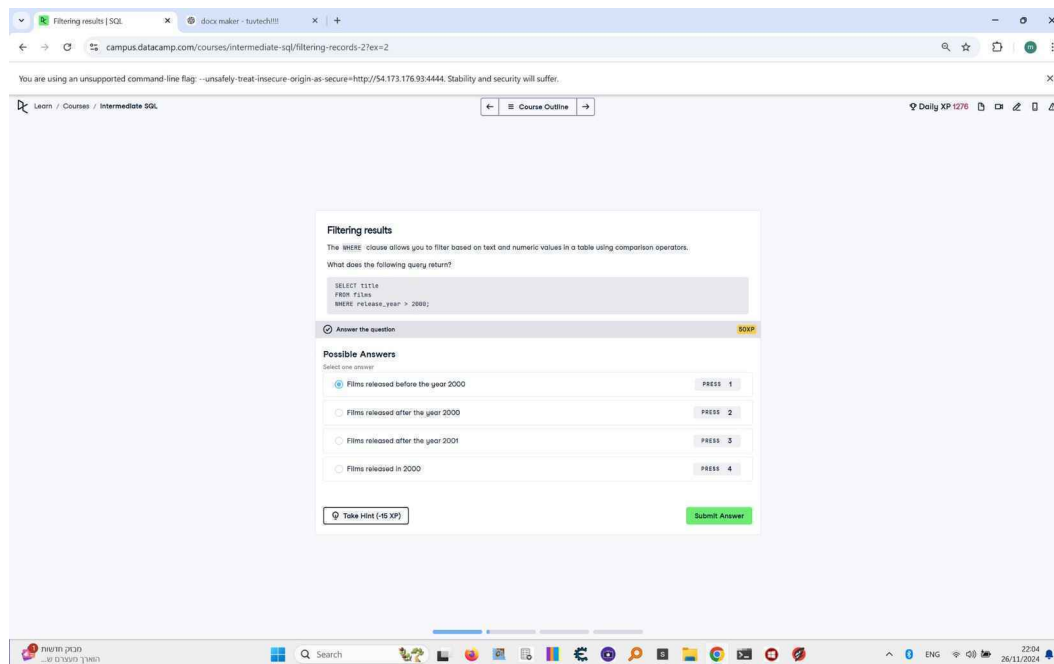 Filtering results | SQL
docx maker - tuvtech!!!!
campus.datacamp.com/courses/intermediate-sql/filtering-records-2?ex=2
m
You are using an unsupported command-line flag: --unsafely-treat-insecure-origin-as-secure=http://54.173.176.93:4444. Stability and security will suffer.
Learn / Courses / Intermediate SQL
Course Outline
Daily XP 1276
Filtering results
The WHERE clause allows you to filter based on text and numeric values in a table using comparison operators.
What does the following query return?
SELECT title
FROM films
WHERE release_year > 2000;
Answer the question
50XP
Possible Answers
Select one answer
Films released before the year 2000
PRESS 1
Films released after the year 2000
PRESS 2
Films released after the year 2001
PRESS 3
Films released in 2000
PRESS 4
Take Hint (-15 XP)
Submit Answer
מבזק חדשות
הוארך מעצרם ש...
Search
ENG
22:04
26/11/2024